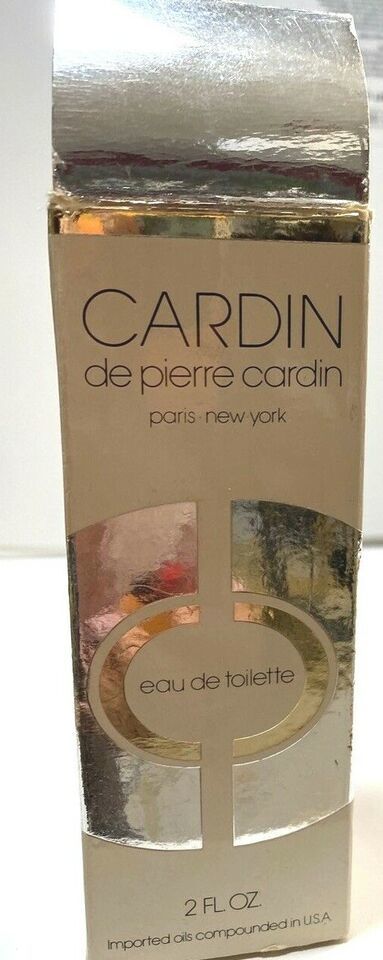 CARDIN
de pierre cardin
paris · new york
eau de toilette
2 FL. OZ.
Imported oils compounded in U.S.A.